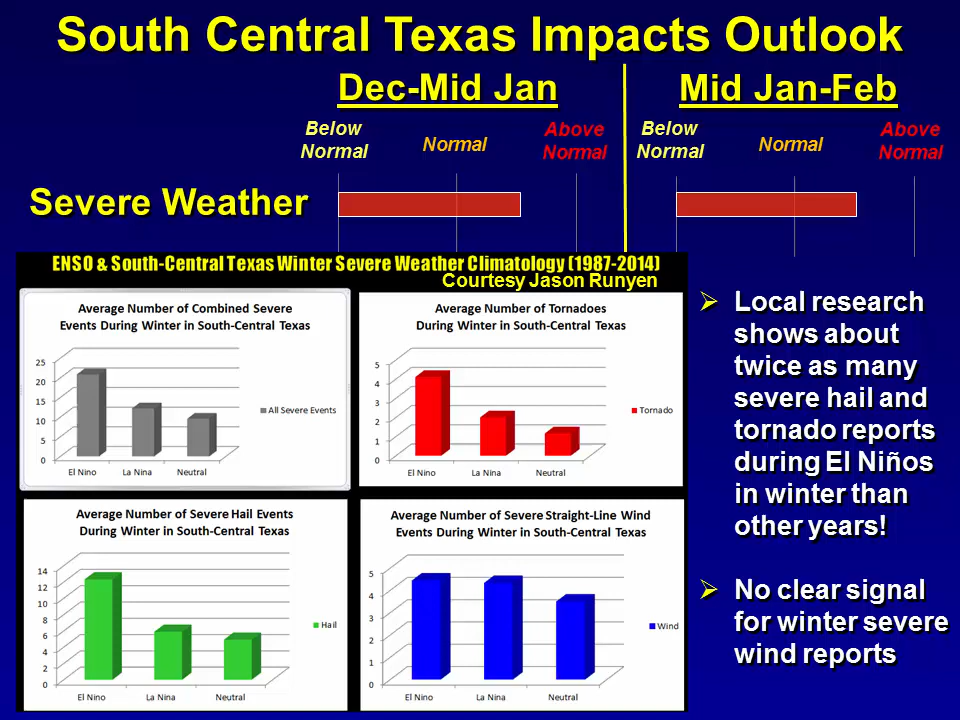 South Central Texas Impacts Outlook
Dec-Mid Jan
Mid Jan-Feb
Below Normal
Normal
Above Normal
Below Normal
Normal
Above Normal
Severe Weather
ENSO & South-Central Texas Winter Severe Weather Climatology (1987-2014)
Courtesy Jason Runyen
Average Number of Combined Severe
Events During Winter in South-Central Texas
25
20
15
10
5
0
El Nino La Nina Neutral
All Severe Events
Average Number of Tornadoes
During Winter in South-Central Texas
5
4
3
2
1
0
El Nino La Nina Neutral
Tornado
Average Number of Severe Hail Events
During Winter in South-Central Texas
14
12
10
8
6
4
2
0
El Nino La Nina Neutral
Hail
Average Number of Severe Straight-Line Wind
Events During Winter in South-Central Texas
5
4
3
2
1
0
El Nino La Nina Neutral
Wind
Local research
shows about
twice as many
severe hail and
tornado reports
during El Niños
in winter than
other years!
No clear signal
for winter severe
wind reports